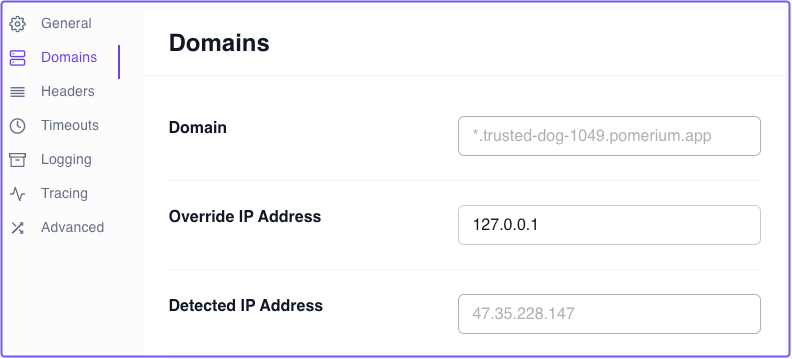 General
Domains
Headers
Timeouts
Logging
Tracing
Advanced
Domains
Domain
*.trusted-dog-1049.pomerium.app
Override IP Address
127.0.0.1
Detected IP Address
47.35.228.147